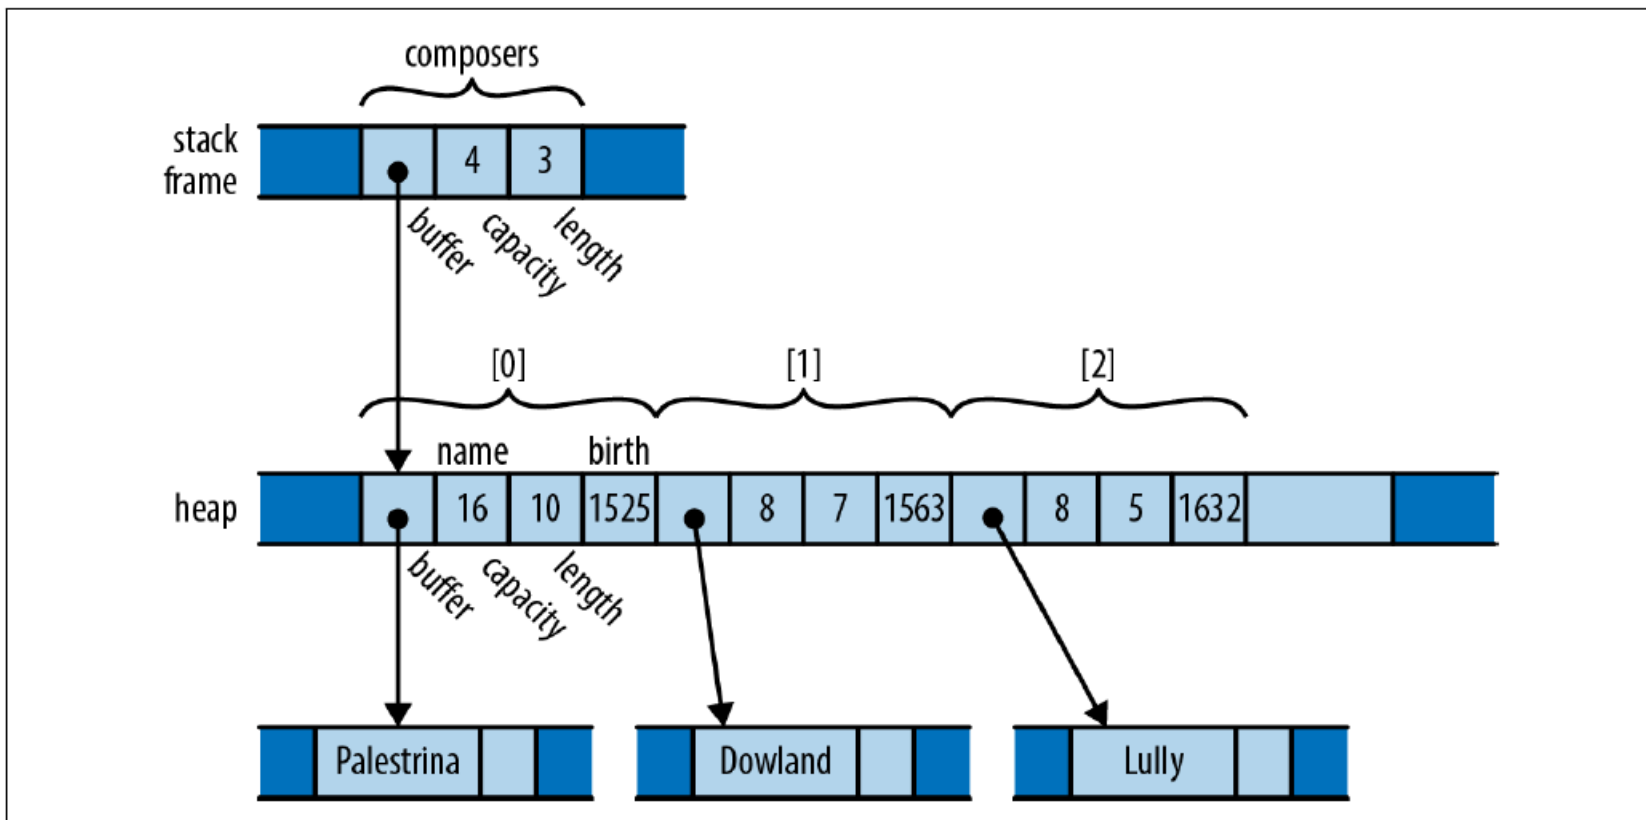 composers
stack
frame
4 3
buffer capacity length
[0] [1] [2]
name birth
heap
16 10 1525 8 7 1563 8 5 1632
buffer capacity length
Palestrina Dowland Lully